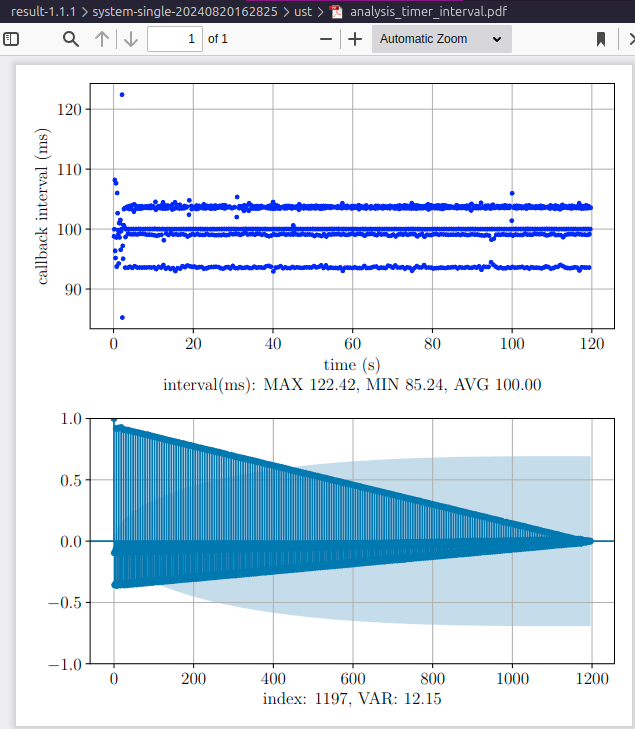 result-1.1.1 > system-single-20240820162825 > ust > analysis_timer_interval.pdf
1 of 1 Automatic Zoom
120
110
100
90
callback interval (ms)
0 20 40 60 80 100 120
time (s)
interval(ms): MAX 122.42, MIN 85.24, AVG 100.00
1.0
0.5
0.0
−0.5
−1.0
0 200 400 600 800 1000 1200
index: 1197, VAR: 12.15